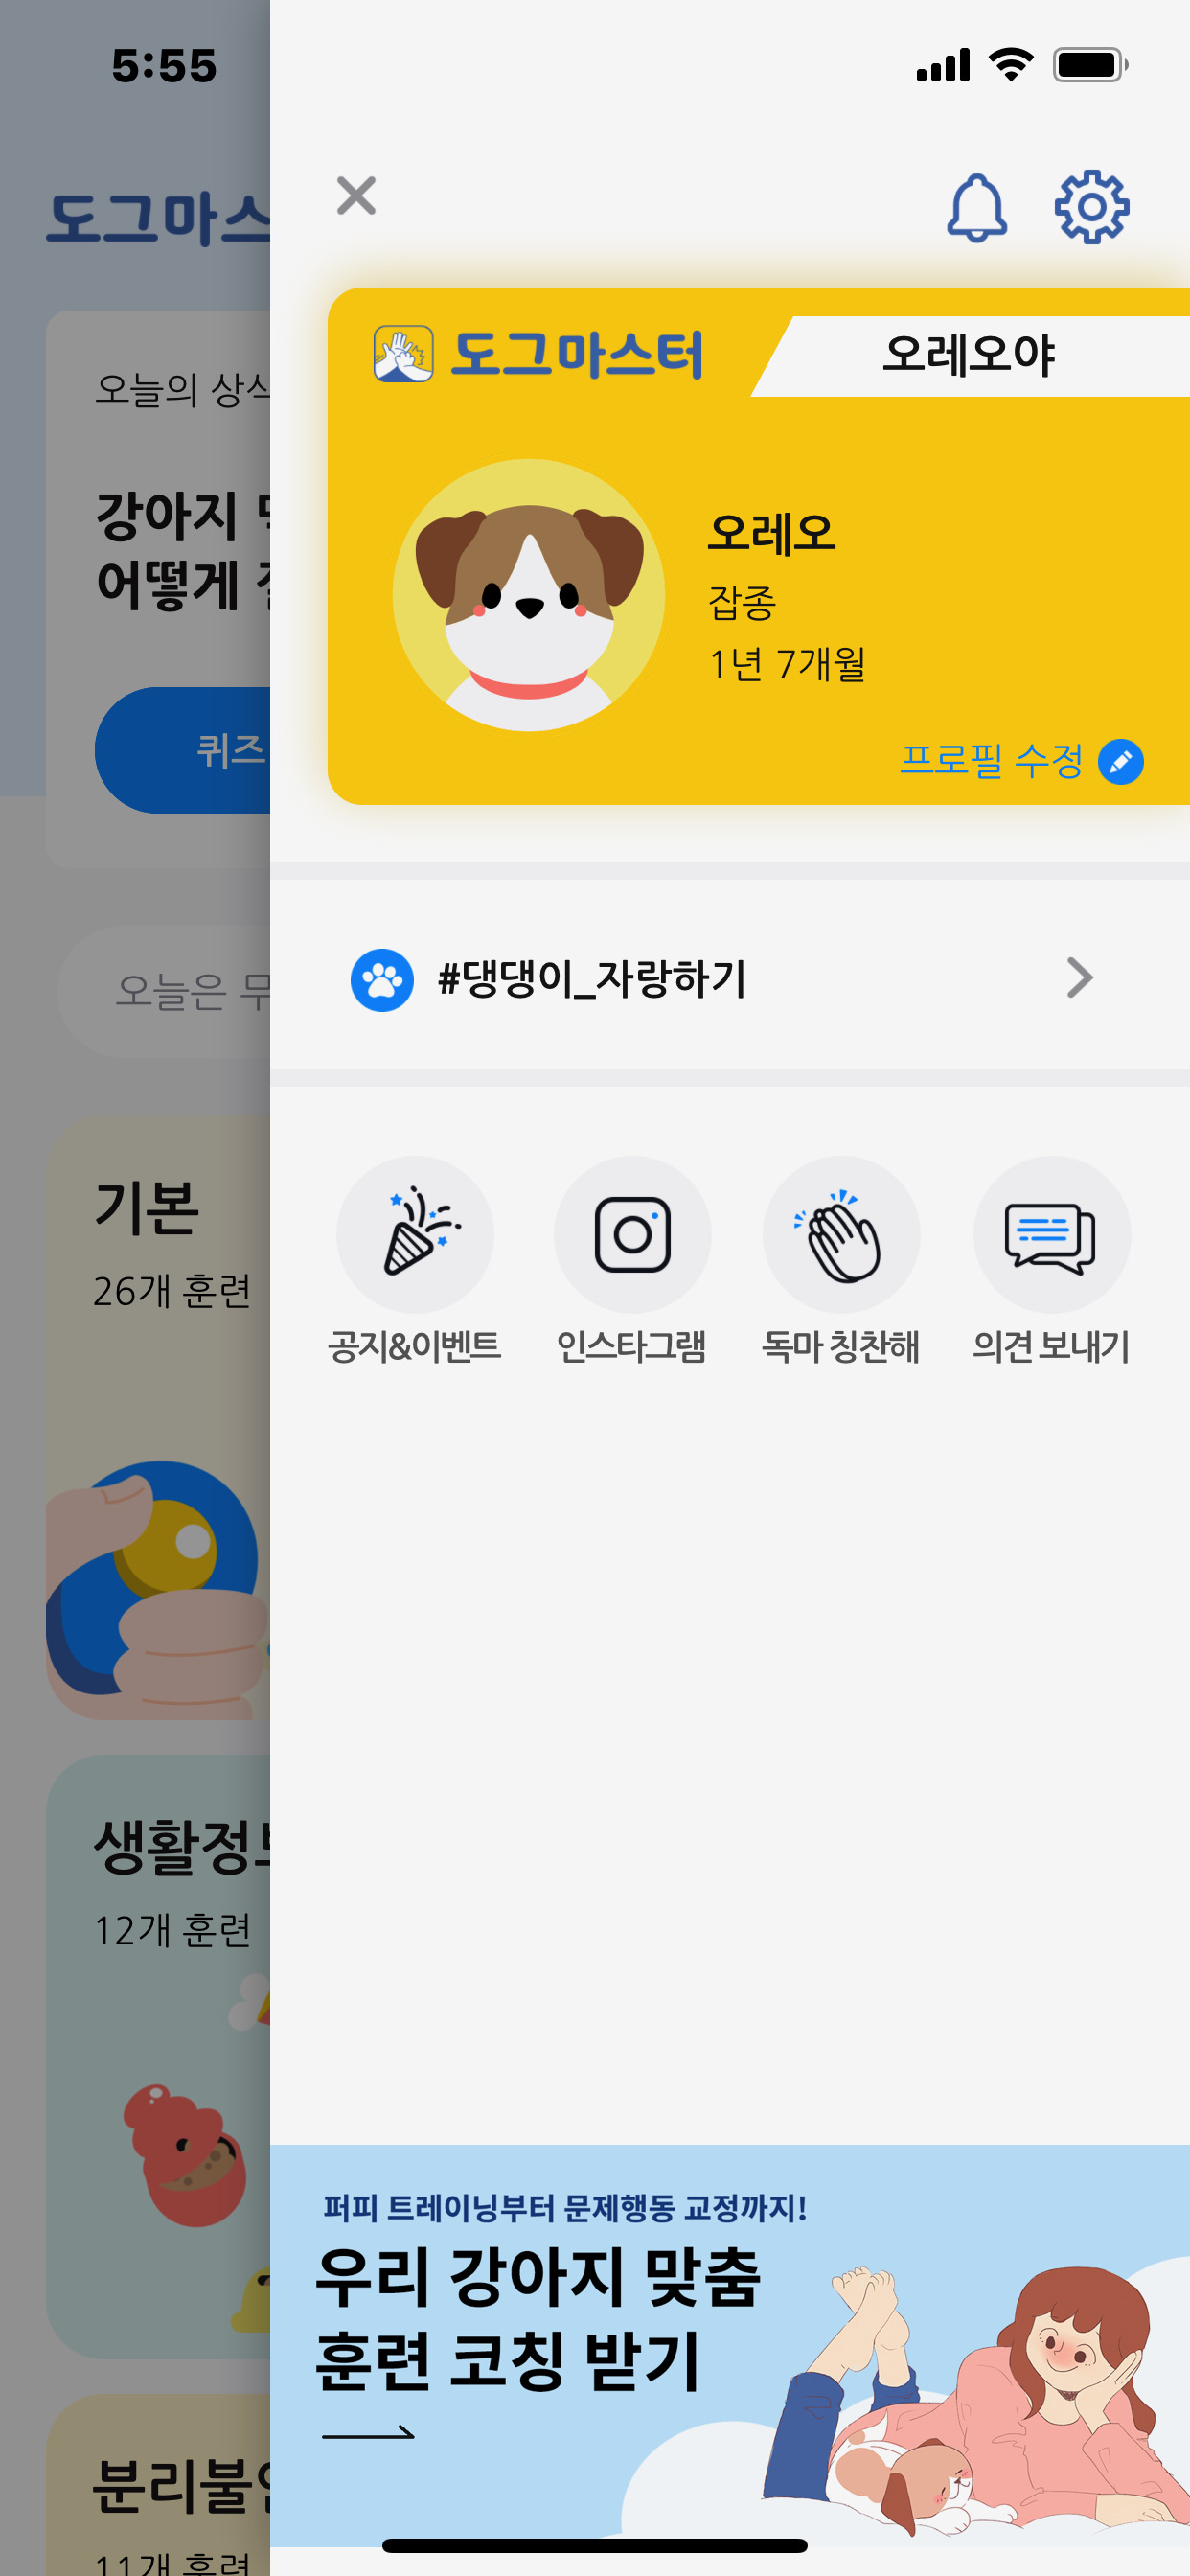 5:55
도그마스
오늘의 상식
강아지
어떻게
퀴즈
오늘은 무
기본
26개 훈련
생활정보
12개 훈련
분리불안
11개 훈련
도그마스터
오레오야
오레오
잡종
1년 7개월
프로필 수정
#댕댕이_자랑하기
공지&이벤트
인스타그램
독마 칭찬해
의견 보내기
퍼피 트레이닝부터 문제행동 교정까지!
우리 강아지 맞춤
훈련 코칭 받기